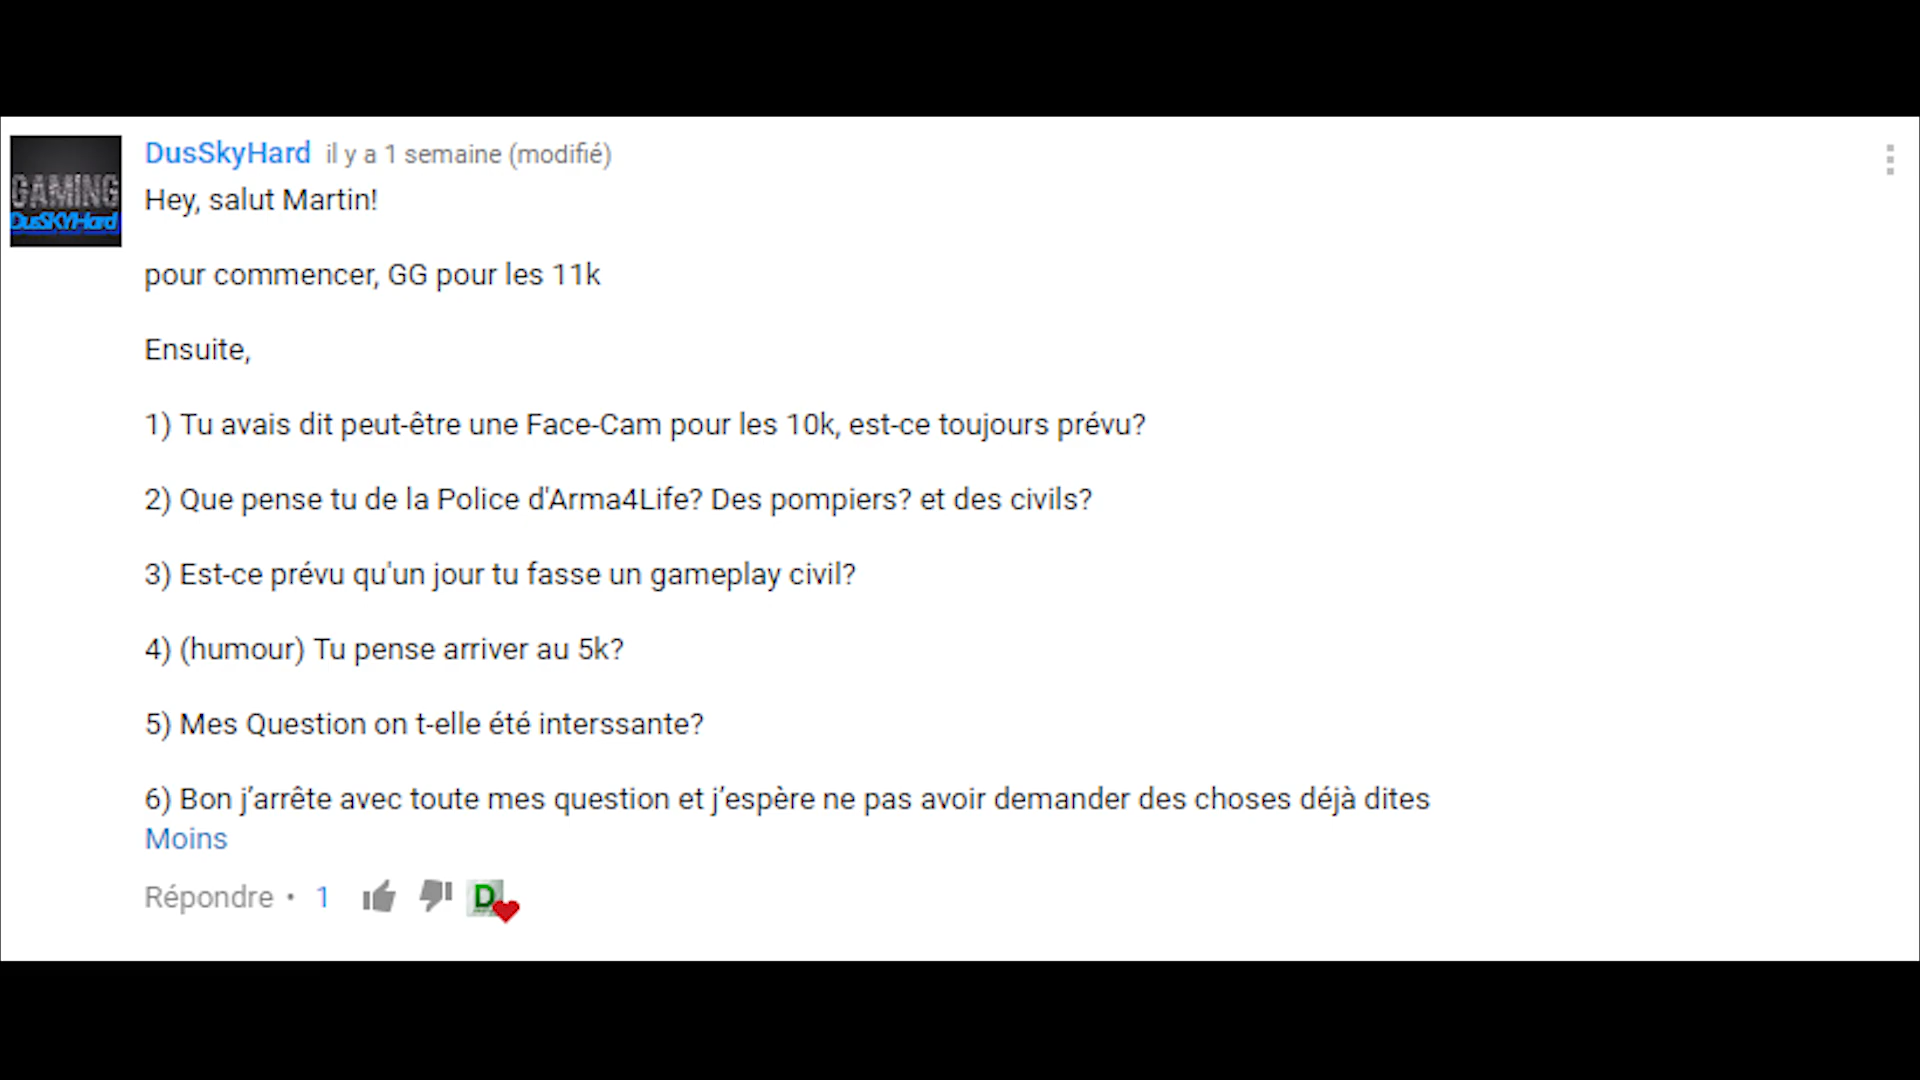 GAMING
DusSKYHard
DusSkyHard il y a 1 semaine (modifié)
Hey, salut Martin!
pour commencer, GG pour les 11k
Ensuite,
1) Tu avais dit peut-être une Face-Cam pour les 10k, est-ce toujours prévu?
2) Que pense tu de la Police d'Arma4Life? Des pompiers? et des civils?
3) Est-ce prévu qu'un jour tu fasse un gameplay civil?
4) (humour) Tu pense arriver au 5k?
5) Mes Question on t-elle été interssante?
6) Bon j’arrête avec toute mes question et j’espère ne pas avoir demander des choses déjà dites
Moins
Répondre • 1
D